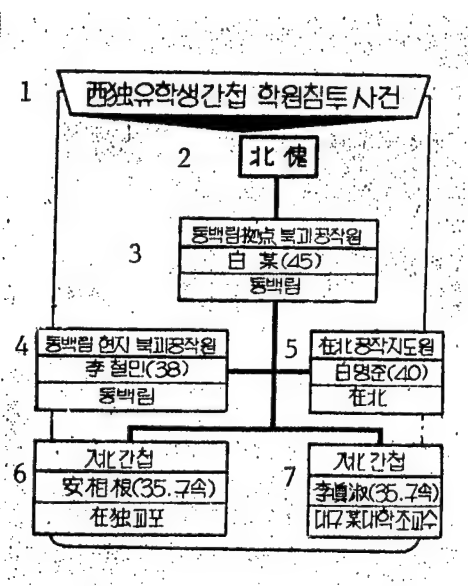 1 西独유학생간첩 학원침투사건
2 北傀
3
동백림拠点 북괴공작원
白 某(45)
동백림
4
동백림 현지 북괴공작원
李철민(38)
동백림
5
在北공작지도원
白명준(40)
在北
6
入北간첩
安相根(35.구속)
在独교포
7
入北간첩
李眞淑(35.구속)
대구某대학조교수